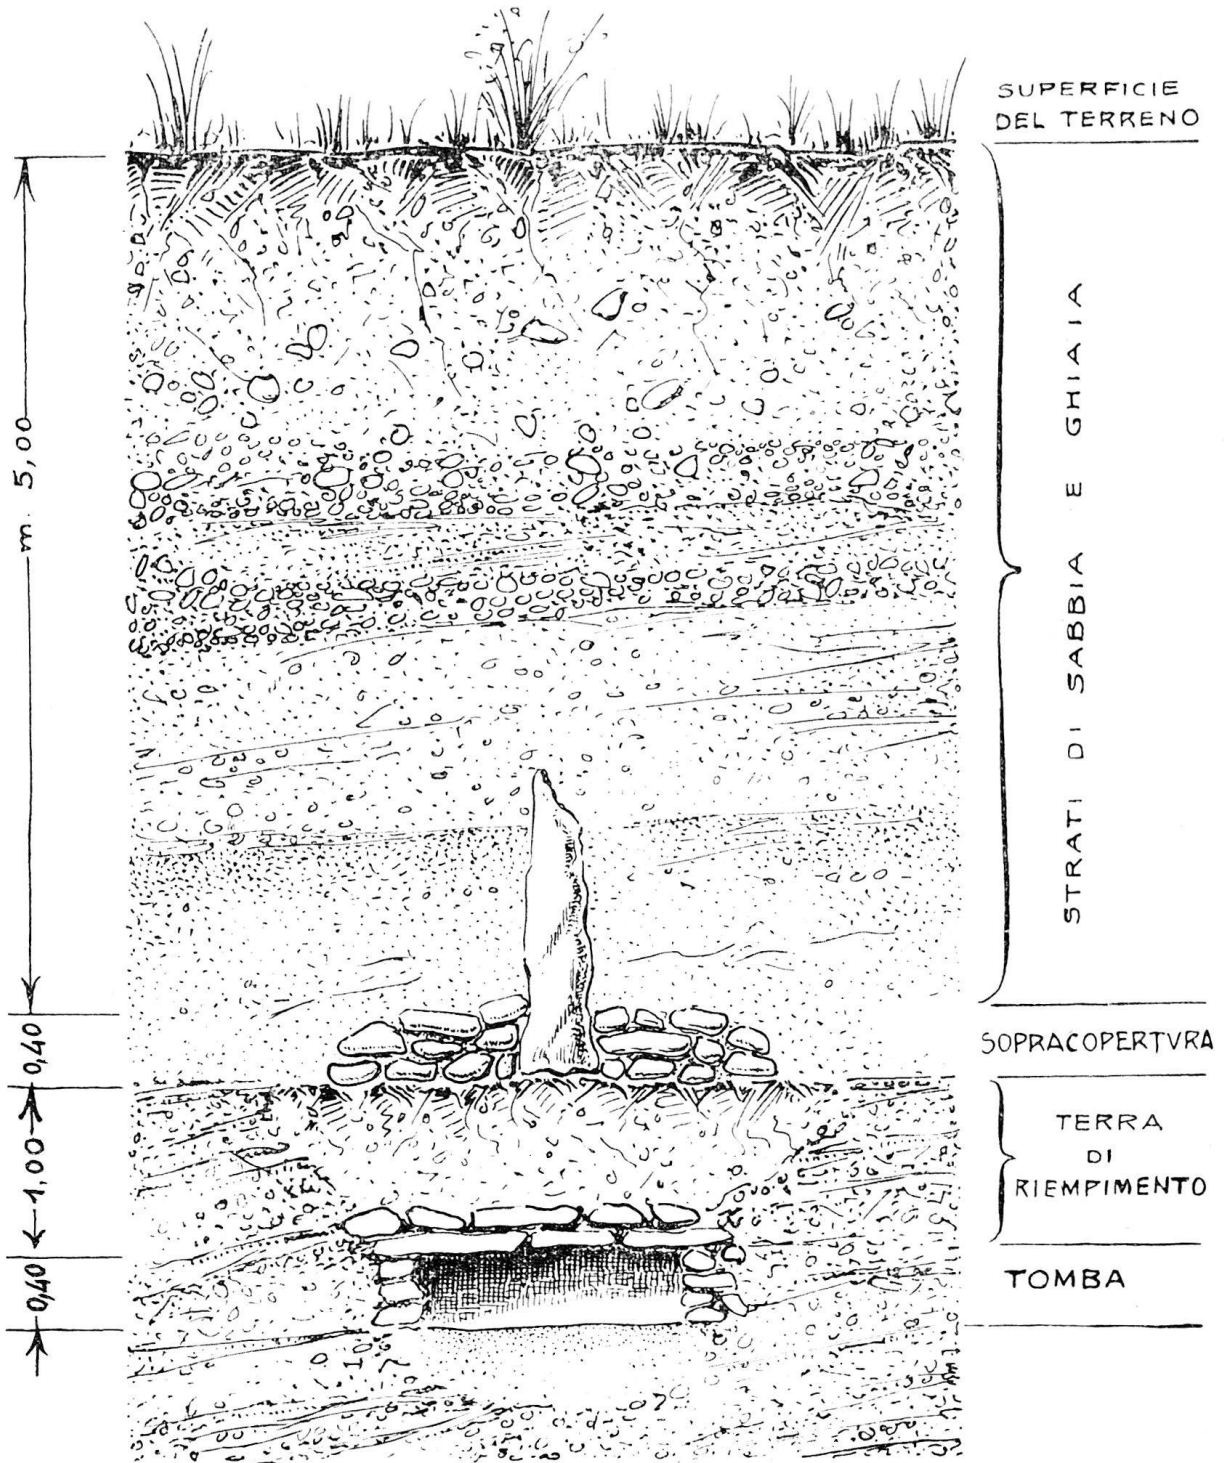 SUPERFICIE
DEL TERRENO
m. 5,00
STRATI DI SABBIA E GHIAIA
0,40
SOPRACOPERTVRA
1,00
TERRA
DI
RIEMPIMENTO
0,40
TOMBA